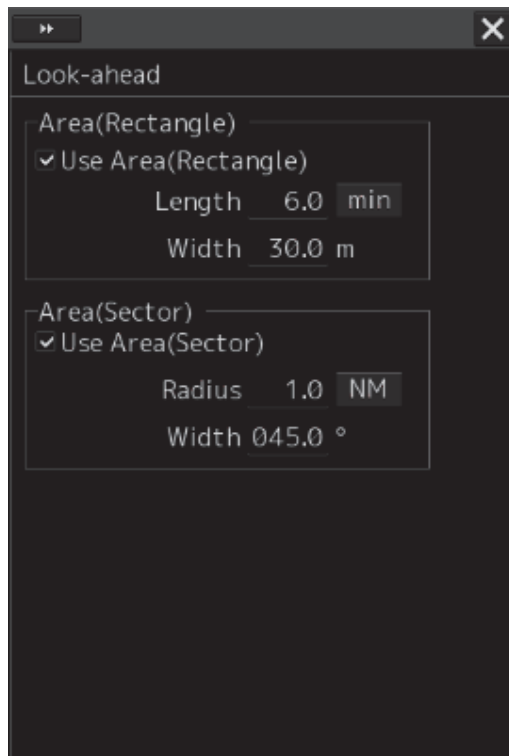 Look-ahead
Area(Rectangle)
Use Area(Rectangle)
Length 6.0 min
Width 30.0 m
Area(Sector)
Use Area(Sector)
Radius 1.0 NM
Width 045.0 °